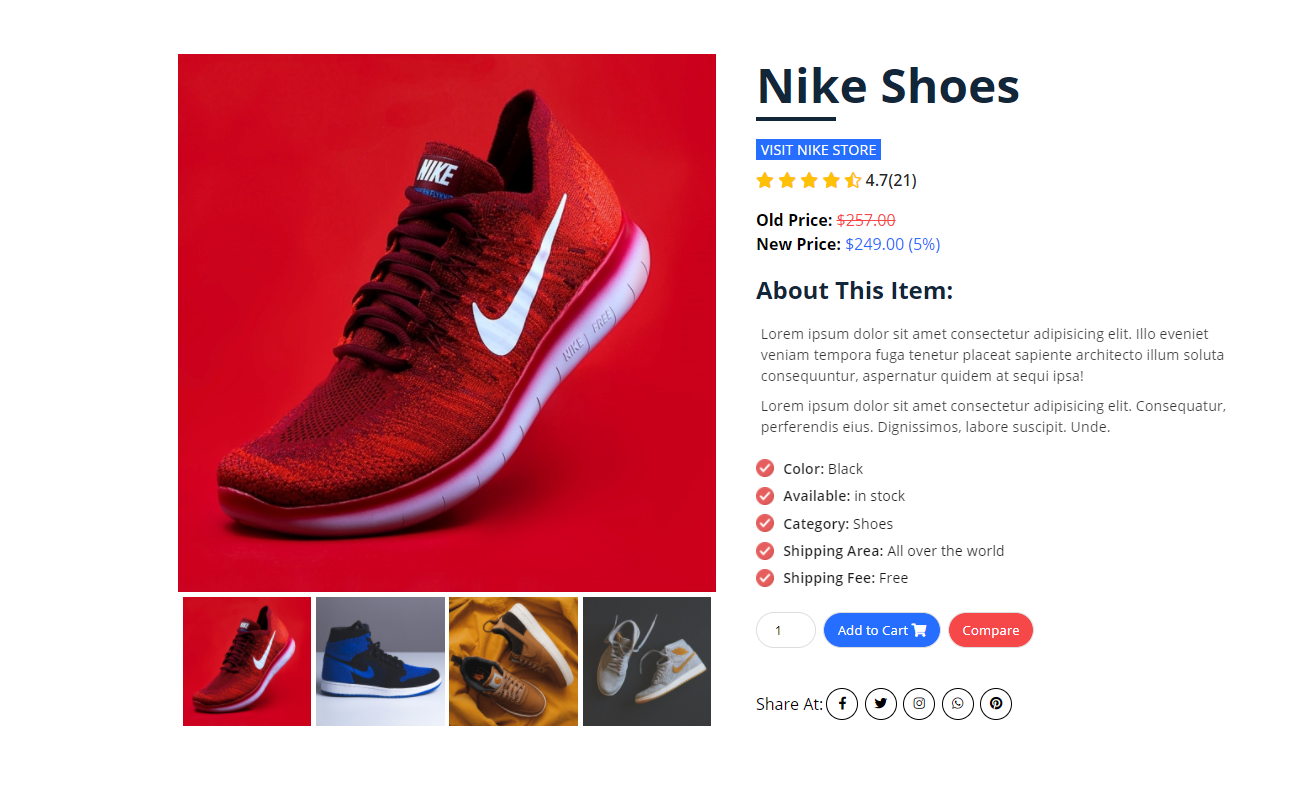 NIKE
NIKE FREE
Nike Shoes
VISIT NIKE STORE
4.7(21)
Old Price: $257.00
New Price: $249.00 (5%)
About This Item:
Lorem ipsum dolor sit amet consectetur adipisicing elit. Illo eveniet
veniam tempora fuga tenetur placeat sapiente architecto illum soluta
consequuntur, aspernatur quidem at sequi ipsa!
Lorem ipsum dolor sit amet consectetur adipisicing elit. Consequatur,
perferendis eius. Dignissimos, labore suscipit. Unde.
Color: Black
Available: in stock
Category: Shoes
Shipping Area: All over the world
Shipping Fee: Free
1
Add to Cart
Compare
Share At: